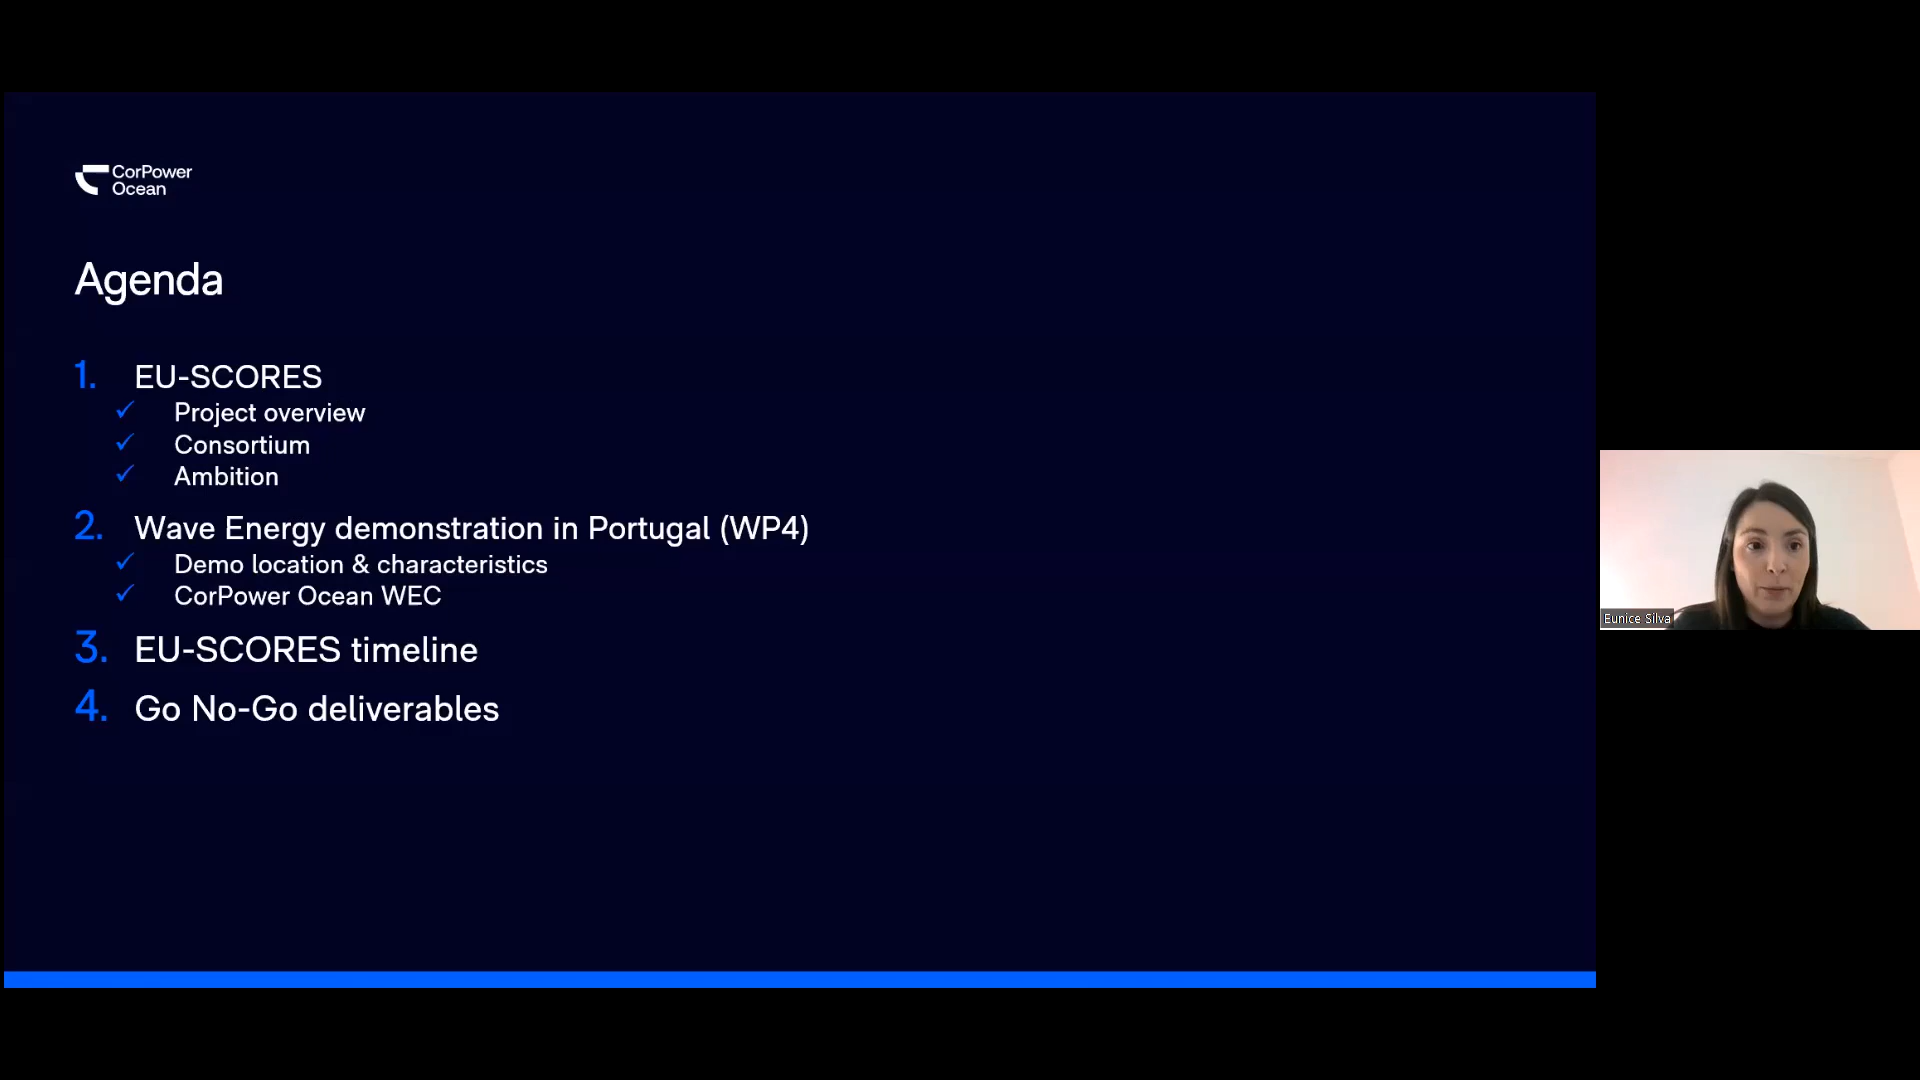 CorPower
Ocean
Agenda
1. EU-SCORES
✓ Project overview
✓ Consortium
✓ Ambition
2. Wave Energy demonstration in Portugal (WP4)
✓ Demo location & characteristics
✓ CorPower Ocean WEC
3. EU-SCORES timeline
4. Go No-Go deliverables
Eunice Silva